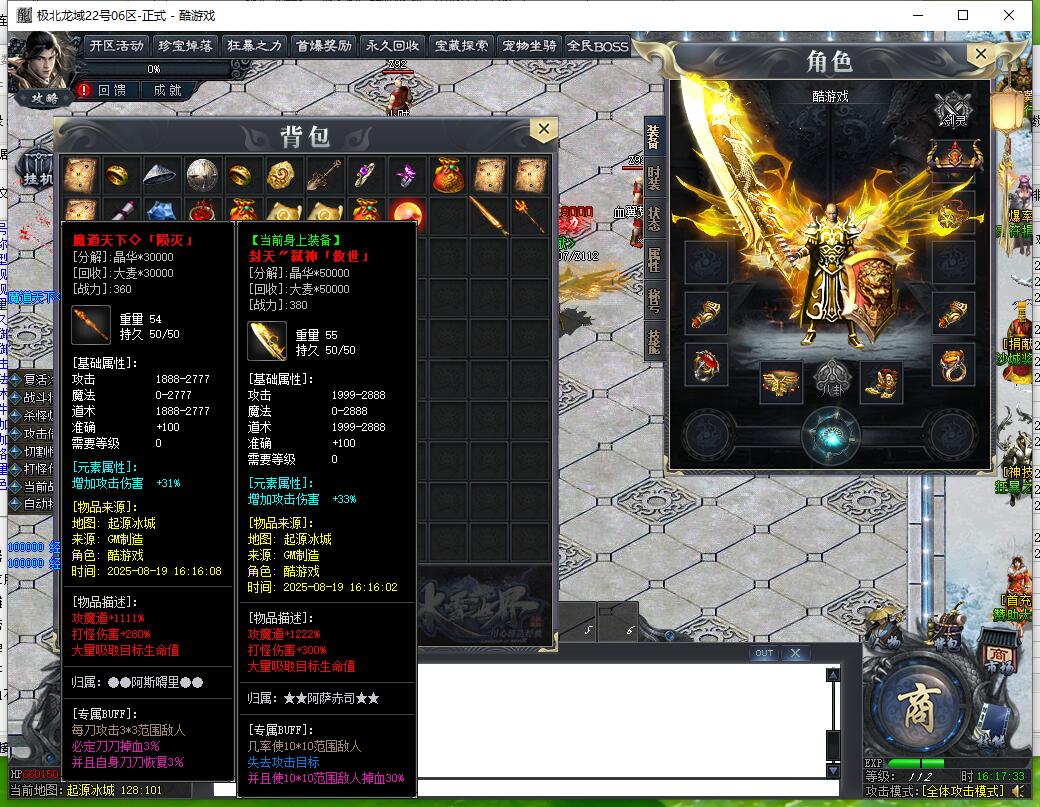 极北龙域22号06区-正式 - 酷游戏
开区活动
珍宝掉落
狂暴之力
首爆奖励
永久回收
宝藏探索
宠物坐骑
全民BOSS
0%
攻略
回馈
成就
挂机
背包
角色
酷游戏
剑灵
装备
时装
状态
属性
称号
技能
八卦
魔道天下◇「陨灭」
[分解]:晶华*30000
[回收]:大麦*30000
[战力]:360
重量 54
持久 50/50
[基础属性]:
攻击 1888-2777
魔法 0-2777
道术 1888-2777
准确 +100
需要等级 0
[元素属性]:
增加攻击伤害 +31%
[物品来源]:
地图: 起源冰城
来源: GM制造
角色: 酷游戏
时间: 2025-08-19 16:16:08
[物品描述]:
攻魔道+1111%
打怪伤害+280%
大量吸取目标生命值
归属: ●●阿斯嘚里●●
[专属BUFF]:
每刀攻击3*3范围敌人
必定刀刀掉血3%
并且自身刀刀恢复3%
【当前身上装备】
封天〞弑神「救世」
[分解]:晶华*50000
[回收]:大麦*50000
[战力]:380
重量 55
持久 50/50
[基础属性]:
攻击 1999-2888
魔法 0-2888
道术 1999-2888
准确 +100
需要等级 0
[元素属性]:
增加攻击伤害 +33%
[物品来源]:
地图: 起源冰城
来源: GM制造
角色: 酷游戏
时间: 2025-08-19 16:16:02
[物品描述]:
攻魔道+1222%
打怪伤害+300%
大量吸取目标生命值
归属: ★★阿萨赤司★★
[专属BUFF]:
几率使10*10范围敌人
失去攻击目标
并且使10*10范围敌人掉血30%
5
6
OUT
商
市场
EXP
等级: 112
时 16:17:33
攻击模式:[全体攻击模式]
当前地图:起源冰城 128:101